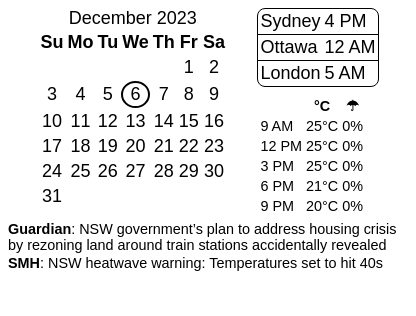 December 2023
Su Mo Tu We Th Fr Sa
1 2
3 4 5 6 7 8 9
10 11 12 13 14 15 16
17 18 19 20 21 22 23
24 25 26 27 28 29 30
31
Sydney 4 PM
Ottawa 12 AM
London 5 AM
°C ☂
9 AM 25°C 0%
12 PM 25°C 0%
3 PM 25°C 0%
6 PM 21°C 0%
9 PM 20°C 0%
Guardian: NSW government’s plan to address housing crisis
by rezoning land around train stations accidentally revealed
SMH: NSW heatwave warning: Temperatures set to hit 40s